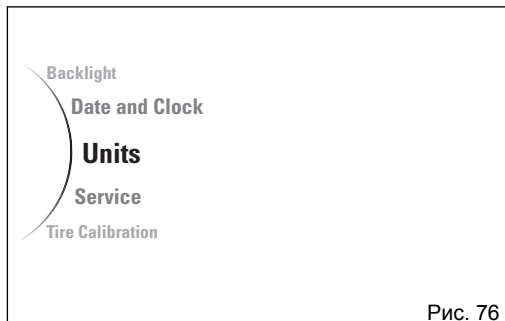 Backlight
Date and Clock
Units
Service
Tire Calibration
Рис. 76